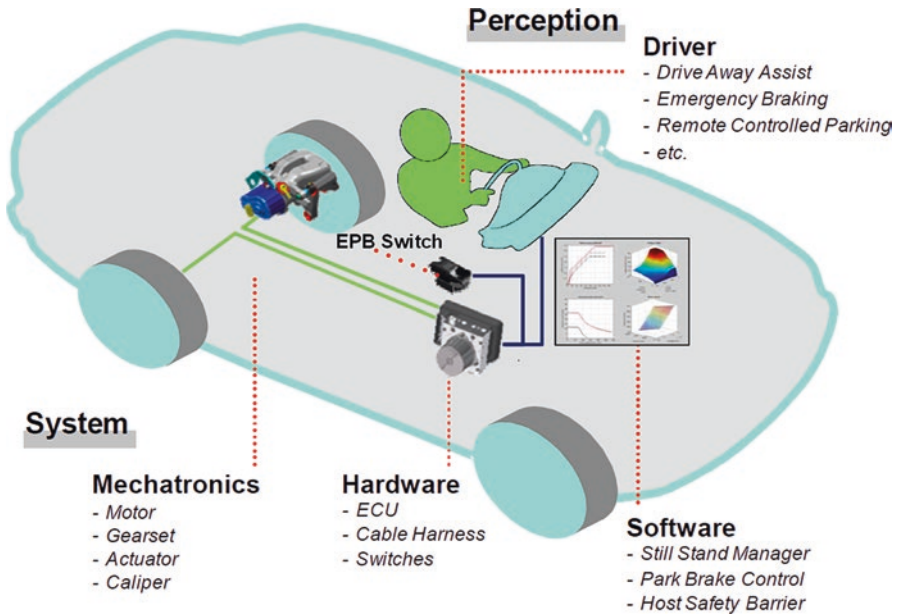 Perception
Driver
- Drive Away Assist
- Emergency Braking
- Remote Controlled Parking
- etc.
EPB Switch
System
Mechatronics
- Motor
- Gearset
- Actuator
- Caliper
Hardware
- ECU
- Cable Harness
- Switches
Software
- Still Stand Manager
- Park Brake Control
- Host Safety Barrier